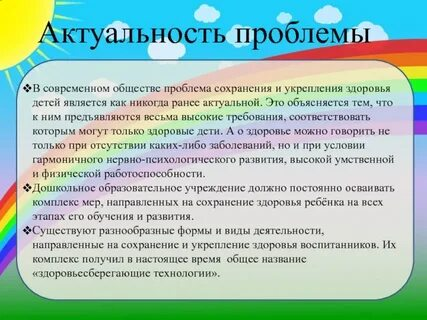 Актуальность проблемы
❖В современном обществе проблема сохранения и укрепления здоровья
детей является как никогда ранее актуальной. Это объясняется тем, что
к ним предъявляются весьма высокие требования, соответствовать
которым могут только здоровые дети. А о здоровье можно говорить не
только при отсутствии каких-либо заболеваний, но и при условии
гармоничного нервно-психологического развития, высокой умственной
и физической работоспособности.
❖Дошкольное образовательное учреждение должно постоянно осваивать
комплекс мер, направленных на сохранение здоровья ребёнка на всех
этапах его обучения и развития.
❖Существуют разнообразные формы и виды деятельности,
направленные на сохранение и укрепление здоровья воспитанников. Их
комплекс получил в настоящее время общее название
«здоровьесберегающие технологии».